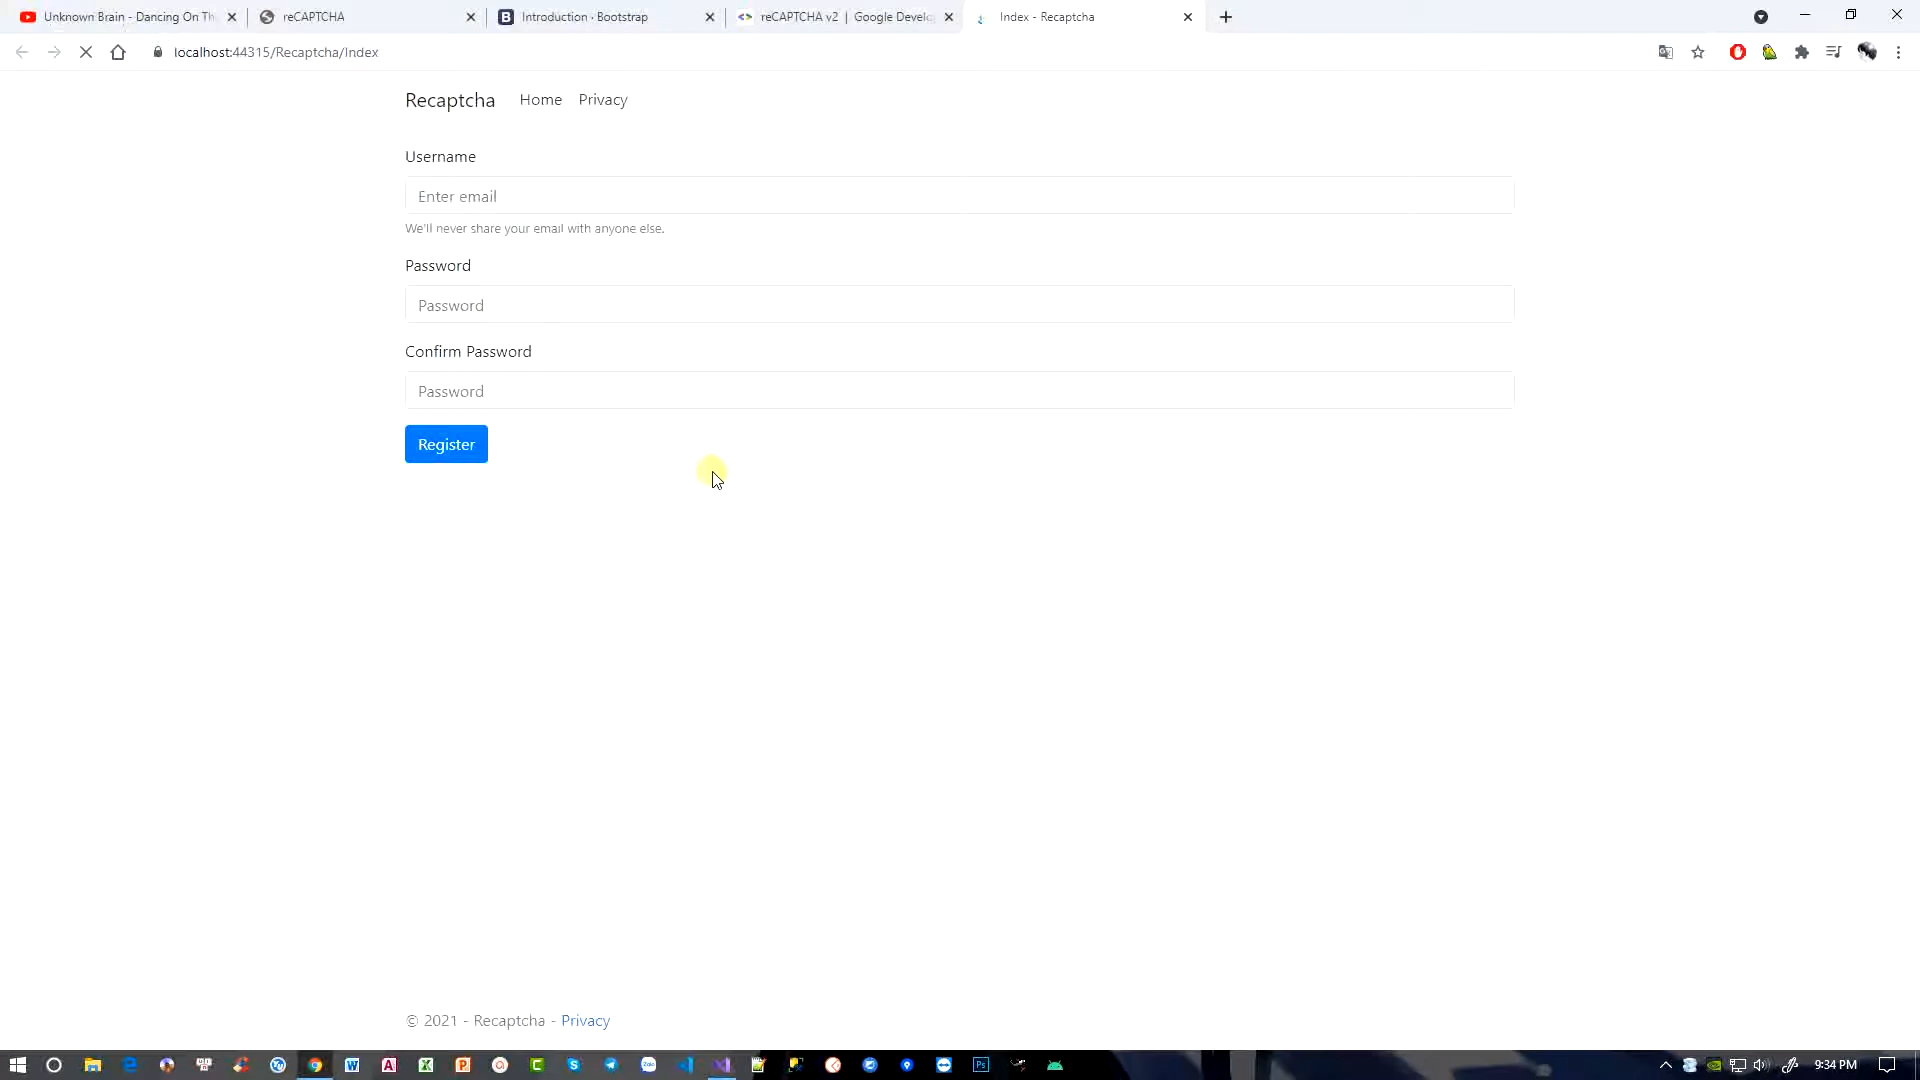 Unknown Brain - Dancing On Th
reCAPTCHA
Introduction · Bootstrap
reCAPTCHA v2 | Google Develo
Index - Recaptcha
localhost:44315/Recaptcha/Index
Recaptcha Home Privacy
Username
Enter email
We'll never share your email with anyone else.
Password
Password
Confirm Password
Password
Register
© 2021 - Recaptcha - Privacy
9:34 PM